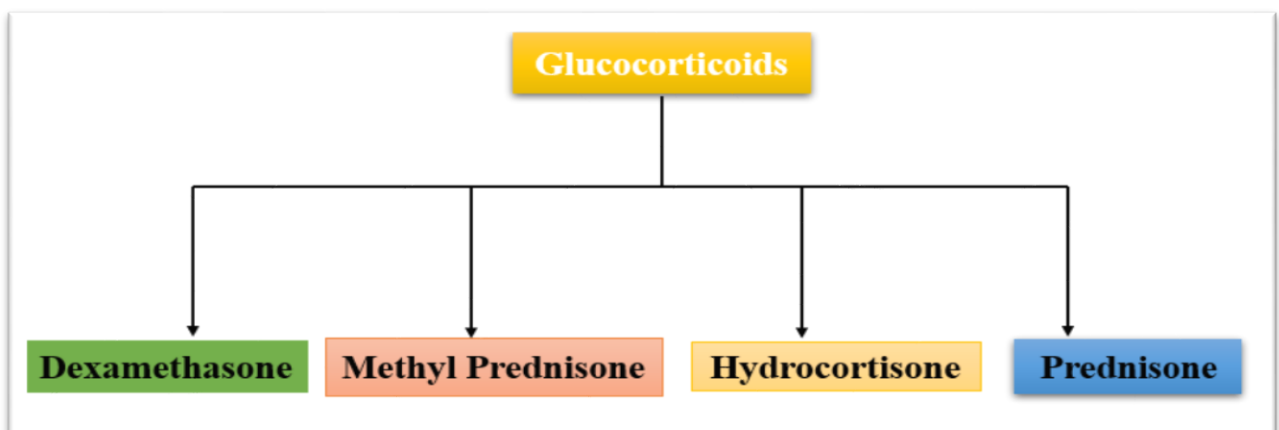 Glucocorticoids
Dexamethasone
Methyl Prednisone
Hydrocortisone
Prednisone